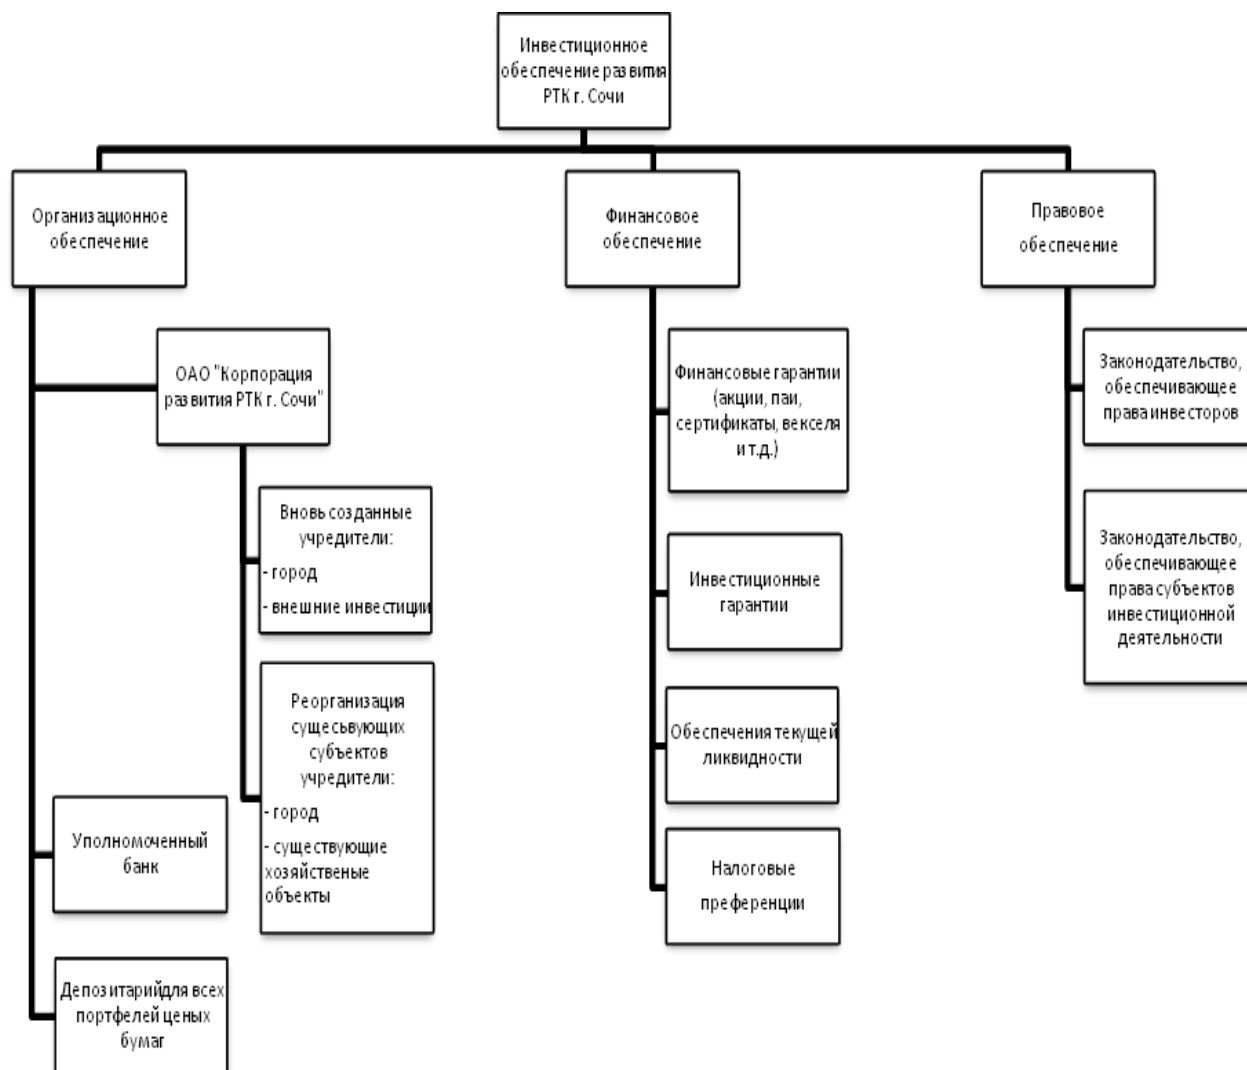 Инвестиционное
обеспечение развития
РТК г. Сочи
Организационное
обеспечение
Финансовое
обеспечение
Правовое
обеспечение
ОАО "Корпорация
развития РТК г. Сочи"
Вновь созданные
учредители:
- город
- внешние инвестиции
Реорганизация
сущесьвующих
субъектов
учредители:
- город
- существующие
хозяйственые
объекты
Уполномоченный
банк
Депозитарийдля всех
портфелей ценых
бумаг
Финансовые гарантии
(акции, паи,
сертификаты, векселя
и т.д.)
Инвестиционные
гарантии
Обеспечения текущей
ликвидности
Налоговые
преференции
Законодательство,
обеспечивающее
права инвесторов
Законодательство,
обеспечивающее
права субъектов
инвестиционной
деятельности